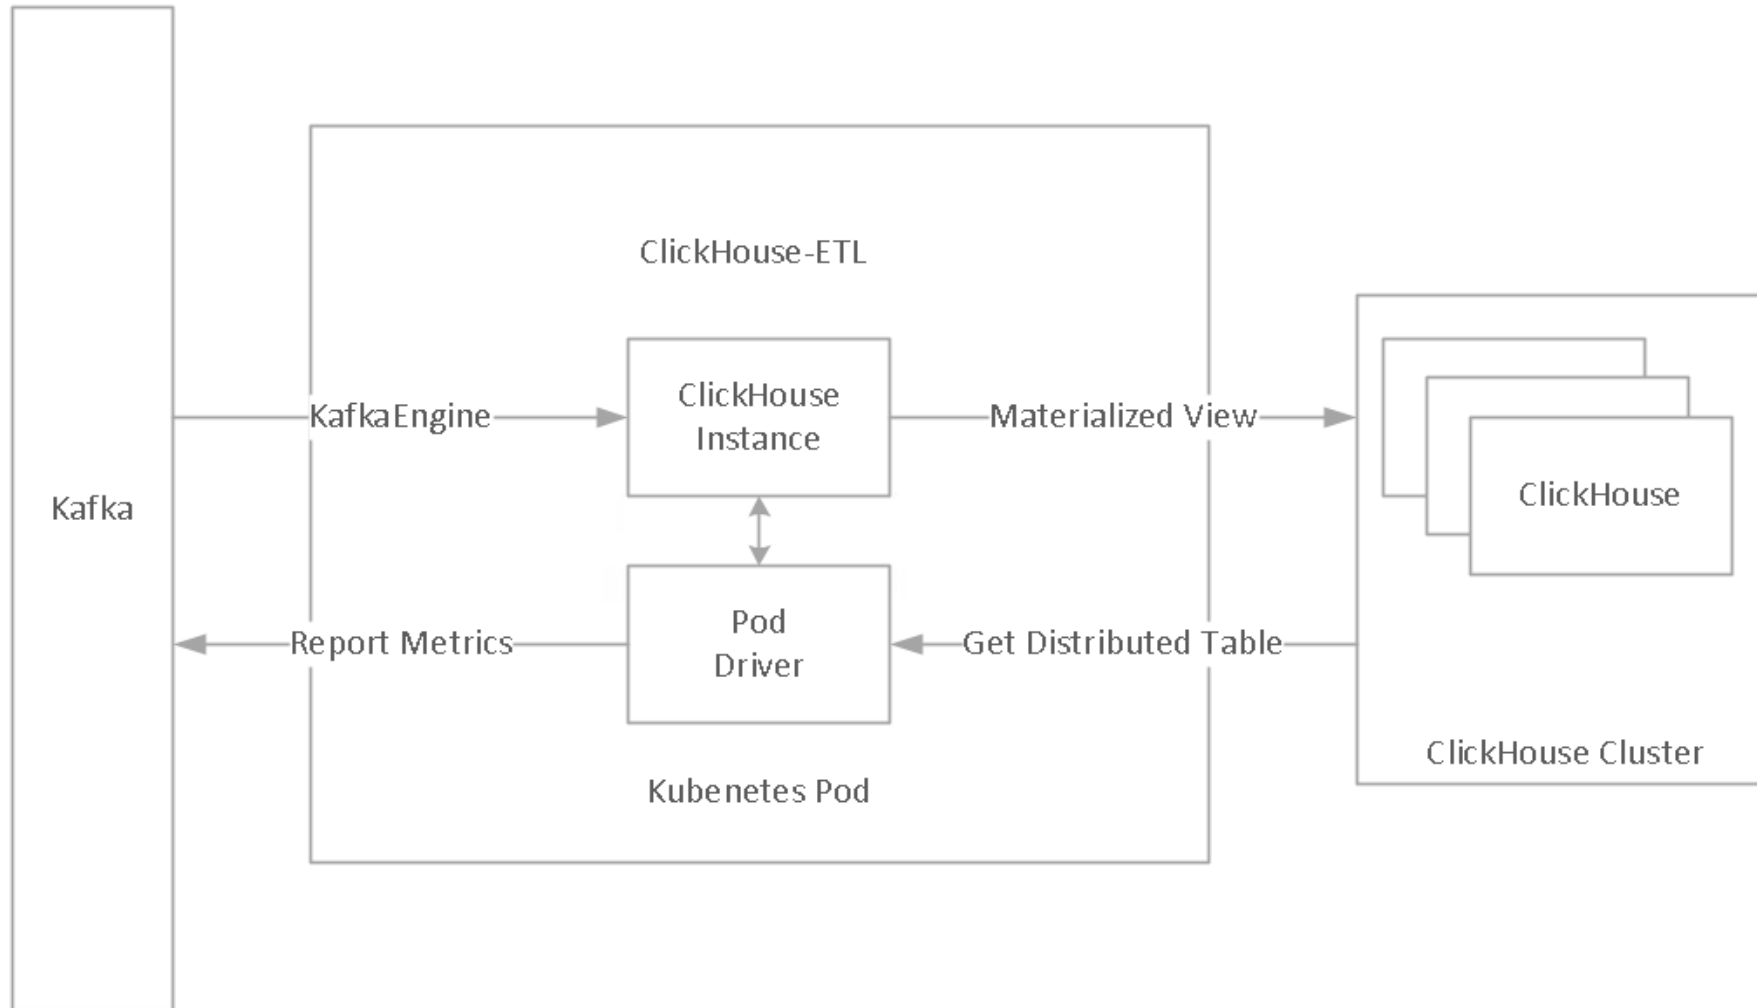 ClickHouse-ETL
ClickHouse
Instance
KafkaEngine
Materialized View
Kafka
ClickHouse
Pod
Driver
Report Metrics
Get Distributed Table
ClickHouse Cluster
Kubenetes Pod